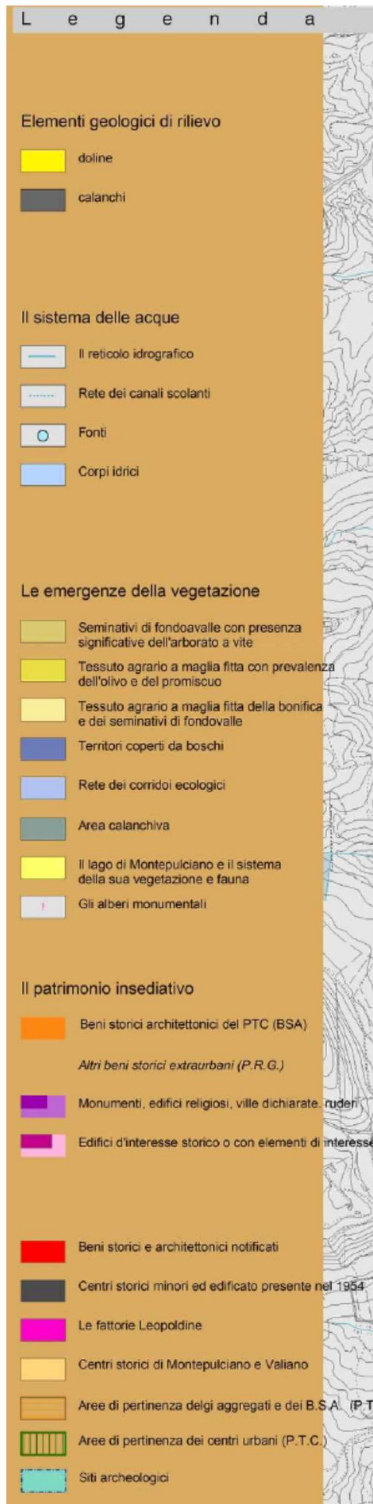 Legenda
Elementi geologici di rilievo
doline
calanchi
Il sistema delle acque
Il reticolo idrografico
Rete dei canali scolanti
Fonti
Corpi idrici
Le emergenze della vegetazione
Seminativi di fondoavalle con presenza
significative dell'arborato a vite
Tessuto agrario a maglia fitta con prevalenza
dell'olivo e del promiscuo
Tessuto agrario a maglia fitta della bonifica
e dei seminativi di fondovalle
Territori coperti da boschi
Rete dei corridoi ecologici
Area calanchiva
Il lago di Montepulciano e il sistema
della sua vegetazione e fauna
Gli alberi monumentali
Il patrimonio insediativo
Beni storici architettonici del PTC (BSA)
Altri beni storici extraurbani (P.R.G.)
Monumenti, edifici religiosi, ville dichiarate, ruderi
Edifici d'interesse storico o con elementi di interesse
Beni storici e architettonici notificati
Centri storici minori ed edificato presente nel 1954
Le fattorie Leopoldine
Centri storici di Montepulciano e Valiano
Aree di pertinenza delgi aggregati e dei B.S.A. (P.T
Aree di pertinenza dei centri urbani (P.T.C.)
Siti archeologici